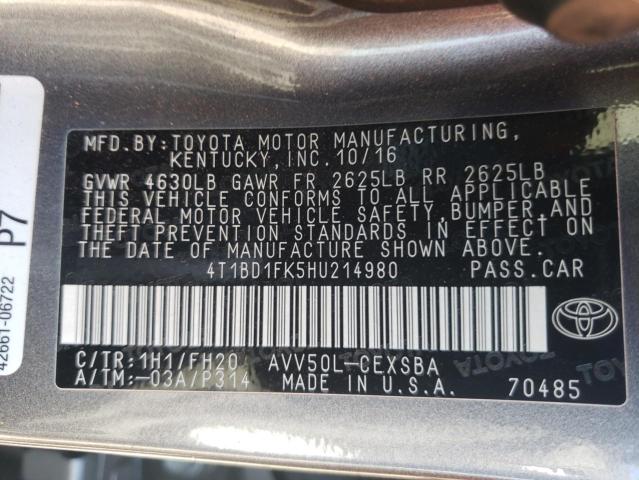 MFD.BY:TOYOTA MOTOR MANUFACTURING,
KENTUCKY, INC. 10/16
GVWR 4630LB GAWR FR 2625LB RR 2625LB
THIS VEHICLE CONFORMS TO ALL APPLICABLE
FEDERAL MOTOR VEHICLE SAFETY, BUMPER, AND
THEFT PREVENTION STANDARDS IN EFFECT ON
THE DATE OF MANUFACTURE SHOWN ABOVE.
4T1BD1FK5HU214980 PASS.CAR
C/TR:1H1/FH20 AVV50L-CEXSBA
A/TM:-03A/P314 MADE IN U.S.A. 70485
TOYOTA
P7
42661-06722